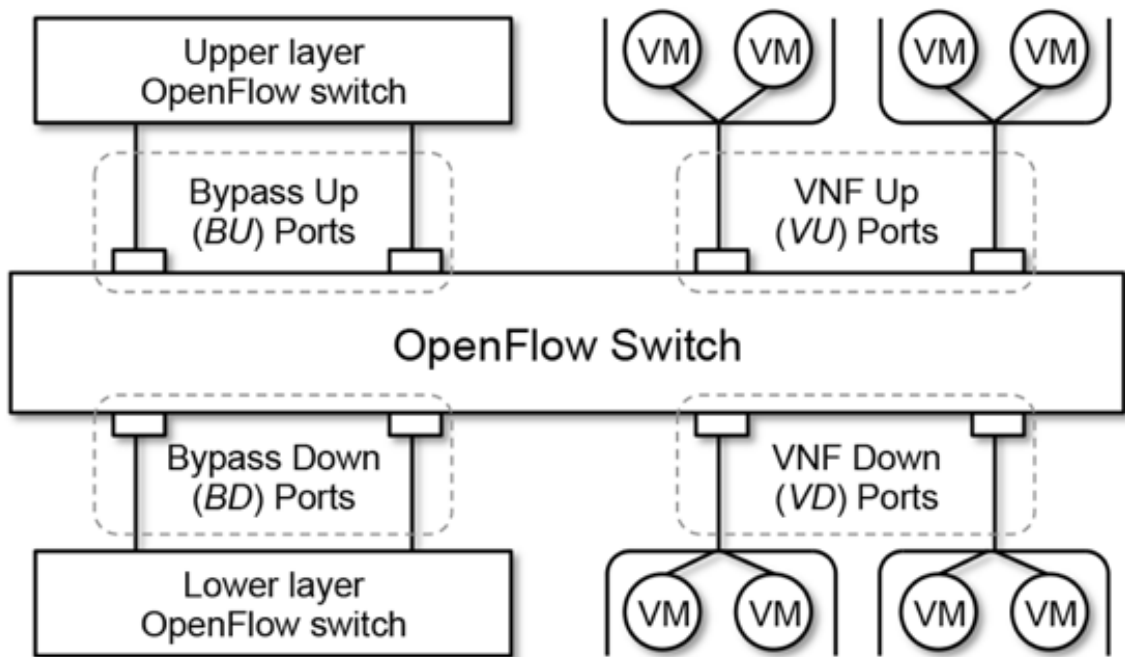 Upper layer
OpenFlow switch
VM
VM
VM
VM
Bypass Up
(BU) Ports
VNF Up
(VU) Ports
OpenFlow Switch
Bypass Down
(BD) Ports
VNF Down
(VD) Ports
Lower layer
OpenFlow switch
VM
VM
VM
VM